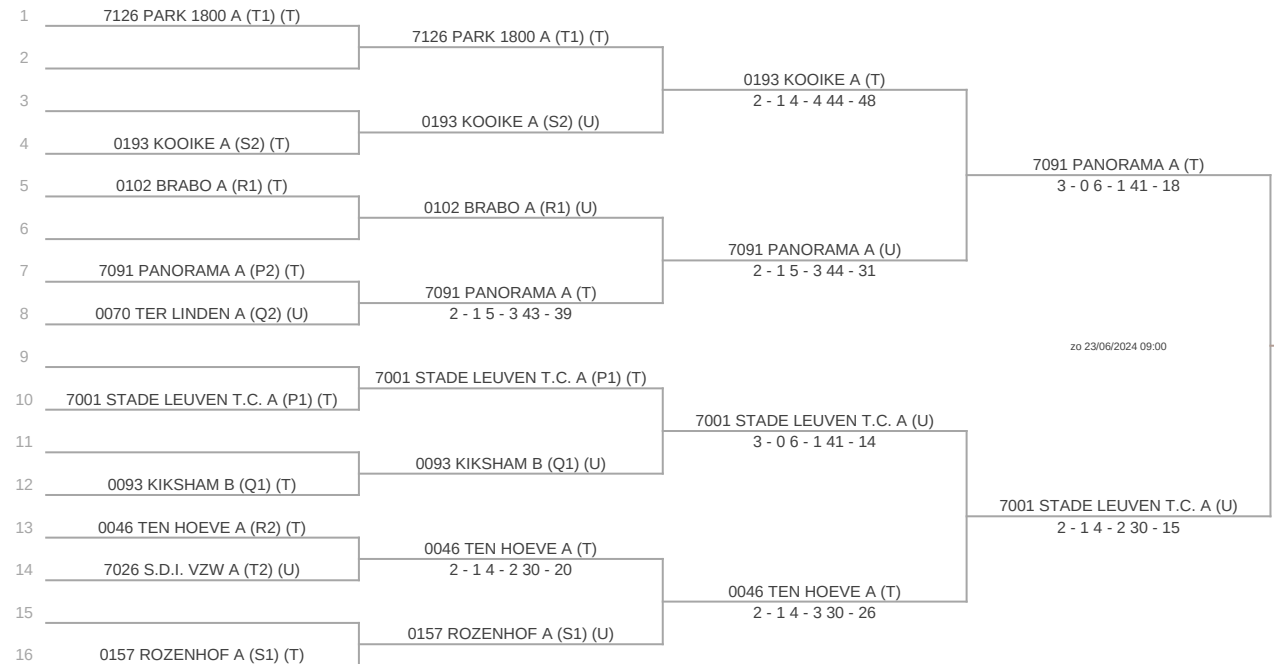 1
7126 PARK 1800 A (T1) (T)
2
3
4
0193 KOOIKE A (S2) (T)
5
0102 BRABO A (R1) (T)
6
7
7091 PANORAMA A (P2) (T)
8
0070 TER LINDEN A (Q2) (U)
9
10
7001 STADE LEUVEN T.C. A (P1) (T)
11
12
0093 KIKSHAM B (Q1) (T)
13
0046 TEN HOEVE A (R2) (T)
14
7026 S.D.I. VZW A (T2) (U)
15
16
0157 ROZENHOF A (S1) (T)
7126 PARK 1800 A (T1) (T)
0193 KOOIKE A (S2) (U)
0102 BRABO A (R1) (U)
7091 PANORAMA A (T)
2 - 1 5 - 3 43 - 39
7001 STADE LEUVEN T.C. A (P1) (T)
0093 KIKSHAM B (Q1) (U)
0046 TEN HOEVE A (T)
2 - 1 4 - 2 30 - 20
0157 ROZENHOF A (S1) (U)
0193 KOOIKE A (T)
2 - 1 4 - 4 44 - 48
7091 PANORAMA A (U)
2 - 1 5 - 3 44 - 31
7001 STADE LEUVEN T.C. A (U)
3 - 0 6 - 1 41 - 14
0046 TEN HOEVE A (T)
2 - 1 4 - 3 30 - 26
7091 PANORAMA A (T)
3 - 0 6 - 1 41 - 18
7001 STADE LEUVEN T.C. A (U)
2 - 1 4 - 2 30 - 15
zo 23/06/2024 09:00